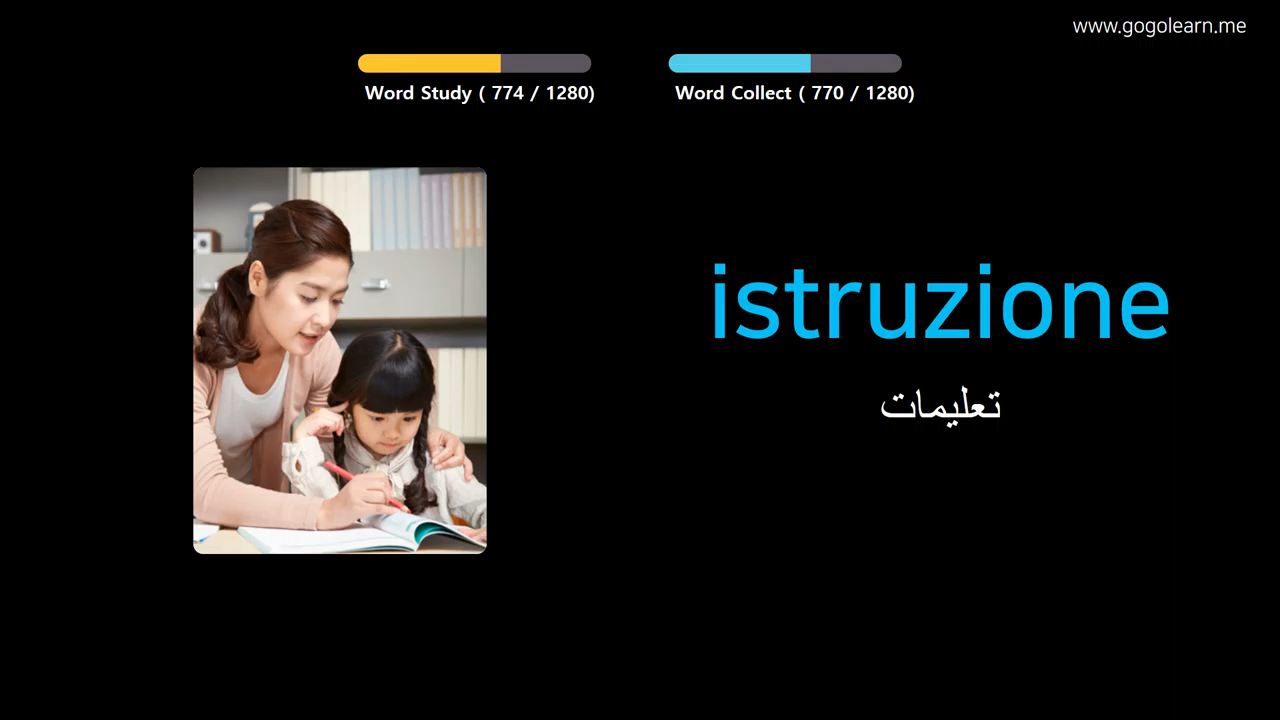 www.gogolearn.me
Word Study ( 774 / 1280)
Word Collect ( 770 / 1280)
istruzione
تعليمات